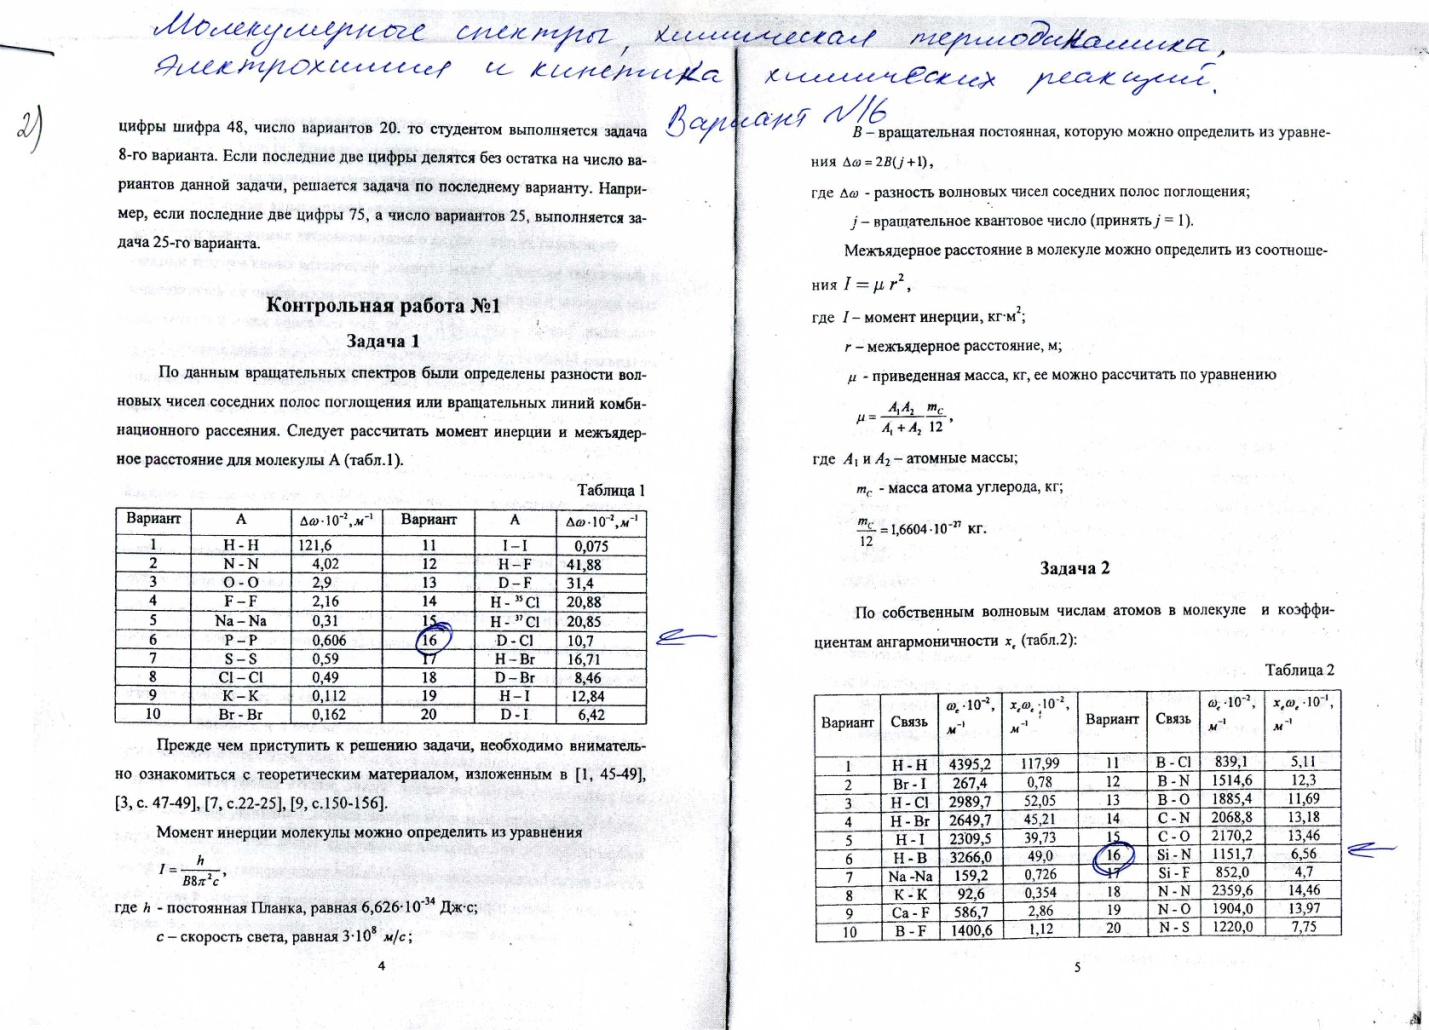 Молекулярные спектры, химическая термодинамика,
электрохимия и кинетика химических реакций.
Вариант №16
2)
цифры шифра 48, число вариантов 20. то студентом выполняется задача
8-го варианта. Если последние две цифры делятся без остатка на число ва-
риантов данной задачи, решается задача по последнему варианту. Напри-
мер, если последние две цифры 75, а число вариантов 25, выполняется за-
дача 25-го варианта.
Контрольная работа №1
Задача 1
По данным вращательных спектров были определены разности вол-
новых чисел соседних полос поглощения или вращательных линий комби-
национного рассеяния. Следует рассчитать момент инерции и межъядер-
ное расстояние для молекулы А (табл.1).
Таблица 1
Вариант А Δω·10⁻², м⁻¹ Вариант А Δω·10⁻², м⁻¹
1 H - H 121,6 11 I – I 0,075
2 N - N 4,02 12 H – F 41,88
3 O - O 2,9 13 D – F 31,4
4 F – F 2,16 14 H - ³⁵Cl 20,88
5 Na – Na 0,31 15 H - ³⁷Cl 20,85
6 P – P 0,606 16 D - Cl 10,7
7 S – S 0,59 17 H – Br 16,71
8 Cl – Cl 0,49 18 D – Br 8,46
9 K – K 0,112 19 H – I 12,84
10 Br - Br 0,162 20 D - I 6,42
Прежде чем приступить к решению задачи, необходимо вниматель-
но ознакомиться с теоретическим материалом, изложенным в [1, 45-49],
[3, с. 47-49], [7, с.22-25], [9, с.150-156].
Момент инерции молекулы можно определить из уравнения
I = h / B8π²c,
где h - постоянная Планка, равная 6,626·10⁻³⁴ Дж·с;
c – скорость света, равная 3·10⁸ м/с;
4
B – вращательная постоянная, которую можно определить из уравне-
ния Δω = 2B(j +1),
где Δω - разность волновых чисел соседних полос поглощения;
j – вращательное квантовое число (принять j = 1).
Межъядерное расстояние в молекуле можно определить из соотноше-
ния I = μ r²,
где I – момент инерции, кг·м²;
r – межъядерное расстояние, м;
μ - приведенная масса, кг, ее можно рассчитать по уравнению
μ = A₁A₂ / A₁ + A₂ m_C / 12,
где A₁ и A₂ – атомные массы;
m_C - масса атома углерода, кг;
m_C / 12 = 1,6604·10⁻²⁷ кг.
Задача 2
По собственным волновым числам атомов в молекуле и коэффи-
циентам ангармоничности xₑ (табл.2):
Таблица 2
Вариант Связь ωₑ·10⁻², м⁻¹ xₑωₑ·10⁻², м⁻¹ Вариант Связь ωₑ·10⁻², м⁻¹ xₑωₑ·10⁻¹, м⁻¹
1 H - H 4395,2 117,99 11 B - Cl 839,1 5,11
2 Br - I 267,4 0,78 12 B - N 1514,6 12,3
3 H - Cl 2989,7 52,05 13 B - O 1885,4 11,69
4 H - Br 2649,7 45,21 14 C - N 2068,8 13,18
5 H - I 2309,5 39,73 15 C - O 2170,2 13,46
6 H - B 3266,0 49,0 16 Si - N 1151,7 6,56
7 Na -Na 159,2 0,726 17 Si - F 852,0 4,7
8 K - K 92,6 0,354 18 N - N 2359,6 14,46
9 Ca - F 586,7 2,86 19 N - O 1904,0 13,97
10 B - F 1400,6 1,12 20 N - S 1220,0 7,75
5